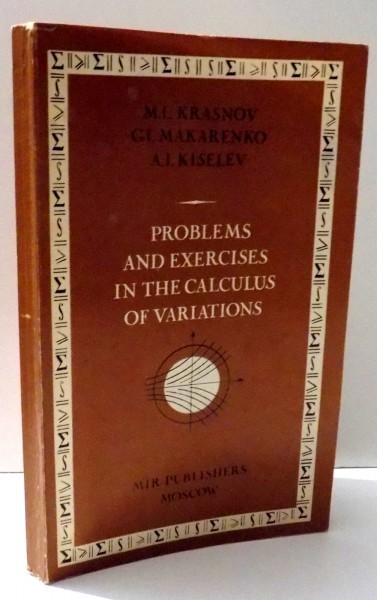 M.L. KRASNOV
G.I. MAKARENKO
A.I. KISELEV
PROBLEMS
AND EXERCISES
IN THE CALCULUS
OF VARIATIONS
MIR PUBLISHERS
MOSCOW